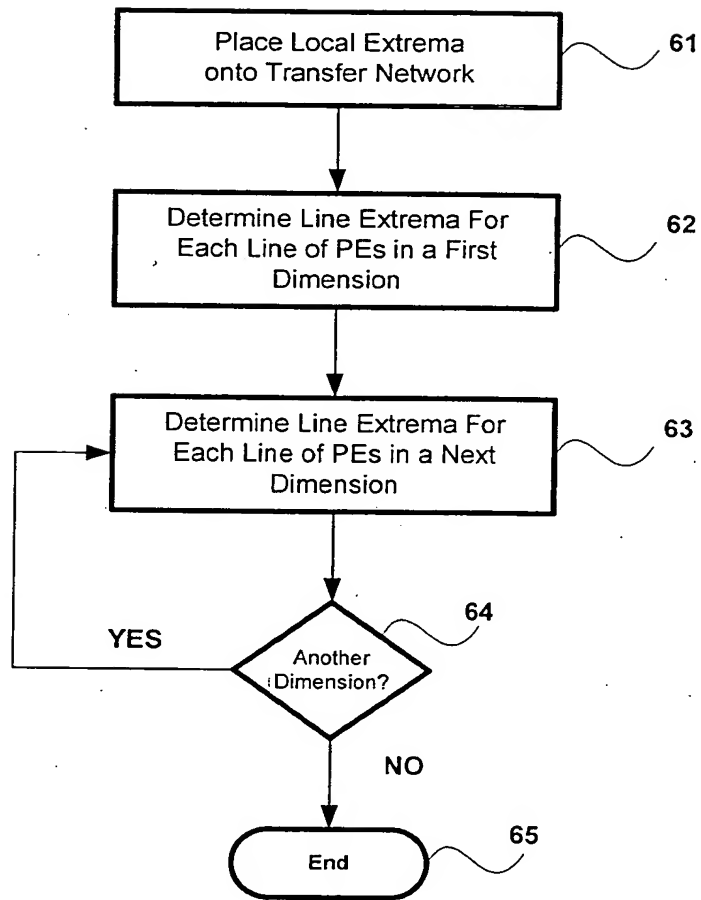 Place Local Extrema
onto Transfer Network
61
Determine Line Extrema For
Each Line of PEs in a First
Dimension
62
Determine Line Extrema For
Each Line of PEs in a Next
Dimension
63
64
YES
Another
Dimension?
NO
End
65